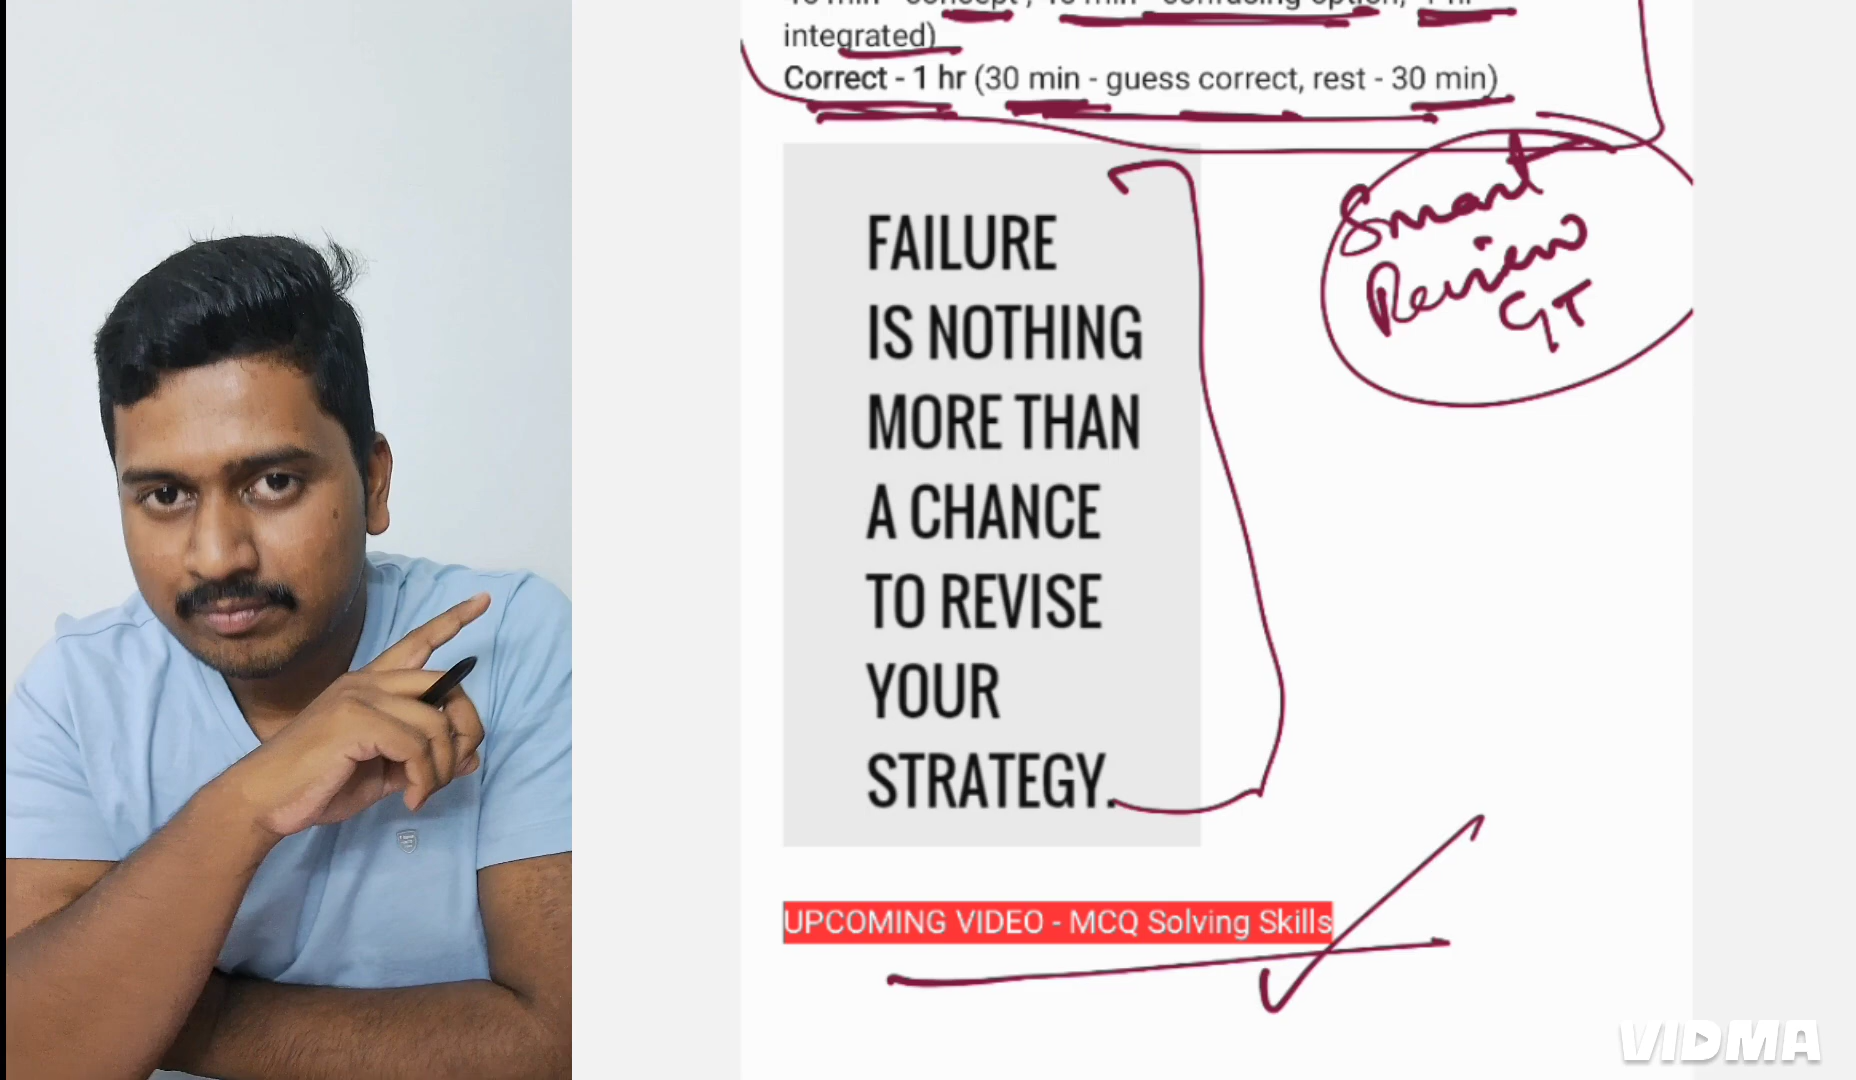 integrated)
Correct - 1 hr (30 min - guess correct, rest - 30 min)
Smart
Review
GT
FAILURE
IS NOTHING
MORE THAN
A CHANCE
TO REVISE
YOUR
STRATEGY.
UPCOMING VIDEO - MCQ Solving Skills
VIDMA